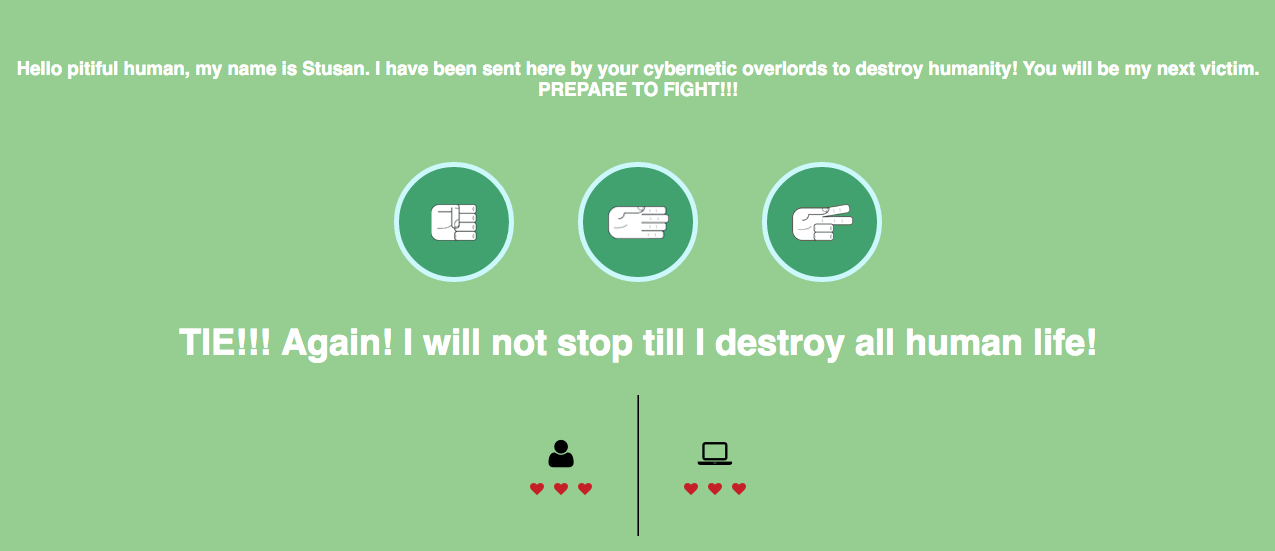 Hello pitiful human, my name is Stusan. I have been sent here by your cybernetic overlords to destroy humanity! You will be my next victim.
PREPARE TO FIGHT!!!
TIE!!! Again! I will not stop till I destroy all human life!